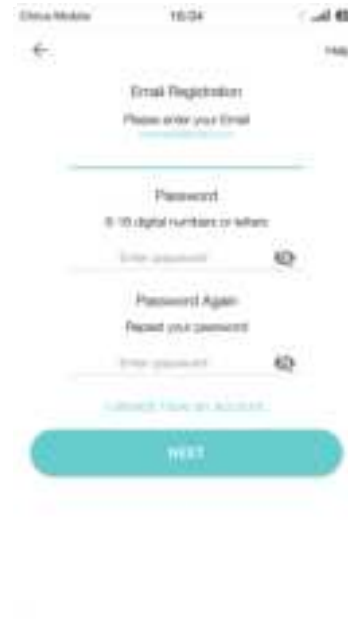 China Mobile 16:34
Help
Email Registration
Please enter your Email
Password
6-16 digital numbers or letters
Enter password
Password Again
Repeat your password
Enter password
NEXT